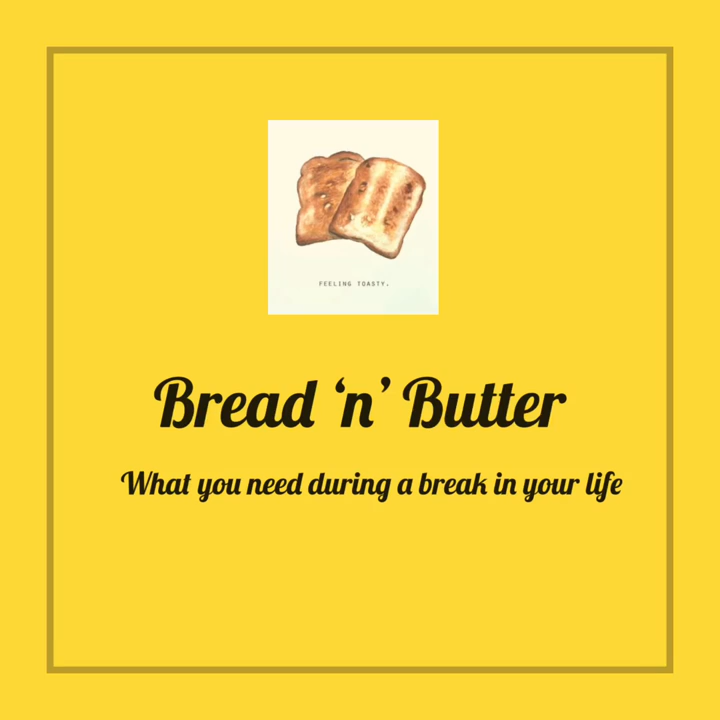 FEELING TOASTY.
Bread ‘n’ Butter
What you need during a break in your life